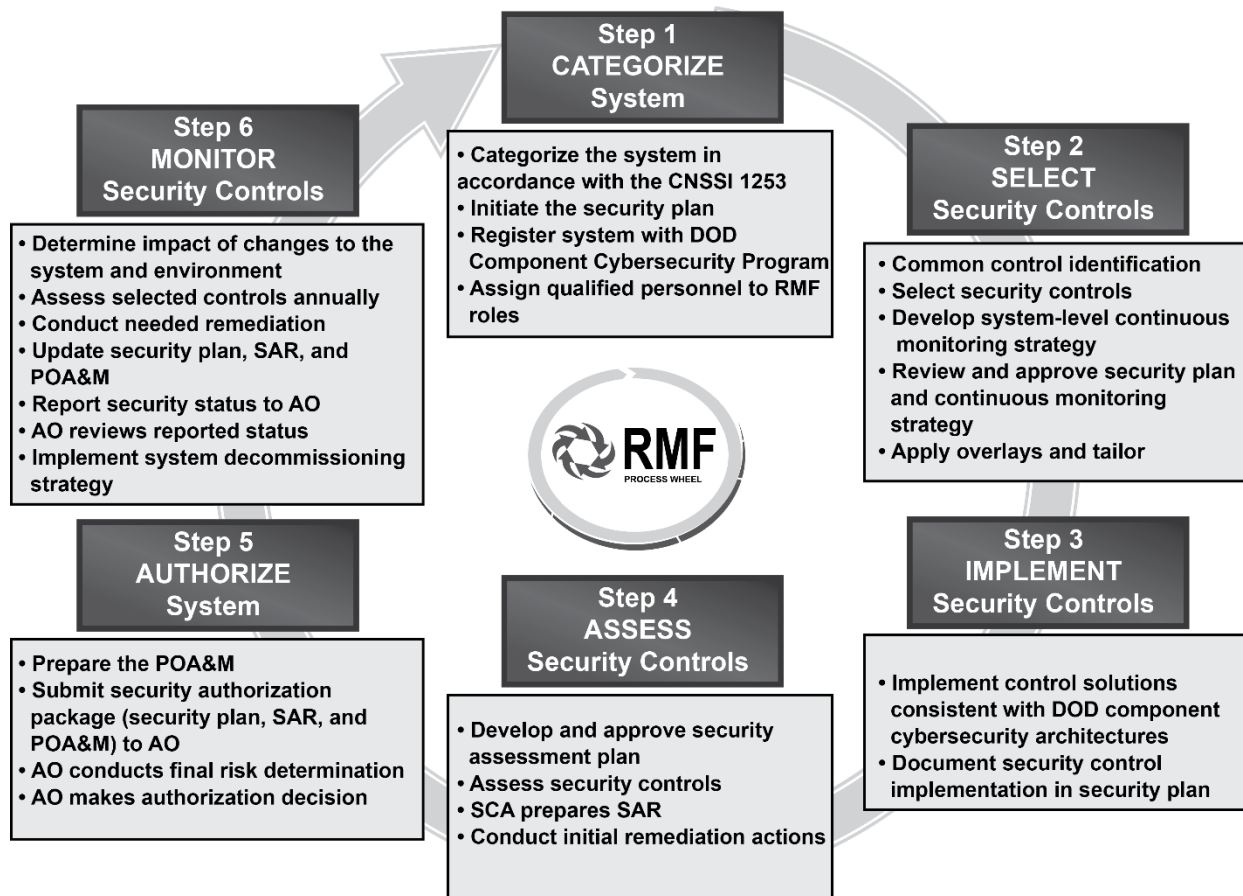 Step 1
CATEGORIZE
System
• Categorize the system in
accordance with the CNSSI 1253
• Initiate the security plan
• Register system with DOD
Component Cybersecurity Program
• Assign qualified personnel to RMF
roles
Step 2
SELECT
Security Controls
• Common control identification
• Select security controls
• Develop system-level continuous
monitoring strategy
• Review and approve security plan
and continuous monitoring
strategy
• Apply overlays and tailor
Step 3
IMPLEMENT
Security Controls
• Implement control solutions
consistent with DOD component
cybersecurity architectures
• Document security control
implementation in security plan
Step 4
ASSESS
Security Controls
• Develop and approve security
assessment plan
• Assess security controls
• SCA prepares SAR
• Conduct initial remediation actions
Step 5
AUTHORIZE
System
• Prepare the POA&M
• Submit security authorization
package (security plan, SAR, and
POA&M) to AO
• AO conducts final risk determination
• AO makes authorization decision
Step 6
MONITOR
Security Controls
• Determine impact of changes to the
system and environment
• Assess selected controls annually
• Conduct needed remediation
• Update security plan, SAR, and
POA&M
• Report security status to AO
• AO reviews reported status
• Implement system decommissioning
strategy
RMF
PROCESS WHEEL